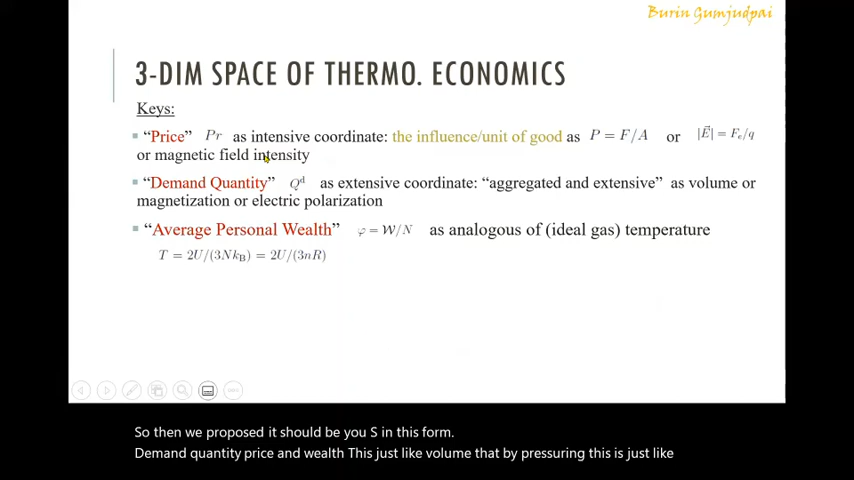 Burin Gumjudpai
3-DIM SPACE OF THERMO. ECONOMICS
Keys:
▪ “Price” Pr as intensive coordinate: the influence/unit of good as P = F/A or |E⃗| = Fₑ/q
or magnetic field intensity
▪ “Demand Quantity” Qᵈ as extensive coordinate: “aggregated and extensive” as volume or
magnetization or electric polarization
▪ “Average Personal Wealth” φ = 𝒲/N as analogous of (ideal gas) temperature
T = 2U/(3Nk_B) = 2U/(3nR)
So then we proposed it should be you S in this form.
Demand quantity price and wealth This just like volume that by pressuring this is just like